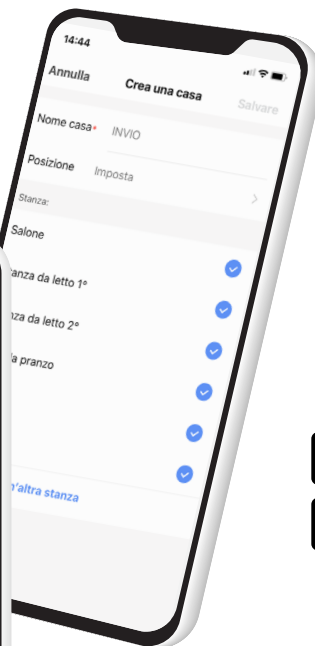 14:44
Annulla Crea una casa Salvare
Nome casa* INVIO
Posizione Imposta
Stanza:
Salone
anza da letto 1°
nza da letto 2°
a pranzo
n'altra stanza